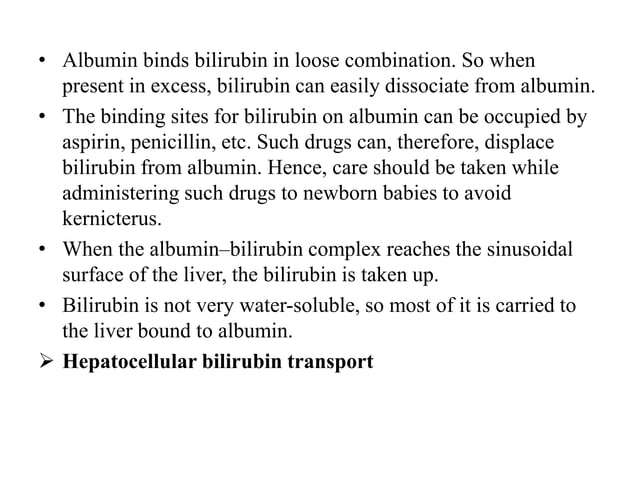 • Albumin binds bilirubin in loose combination. So when
present in excess, bilirubin can easily dissociate from albumin.
• The binding sites for bilirubin on albumin can be occupied by
aspirin, penicillin, etc. Such drugs can, therefore, displace
bilirubin from albumin. Hence, care should be taken while
administering such drugs to newborn babies to avoid
kernicterus.
• When the albumin–bilirubin complex reaches the sinusoidal
surface of the liver, the bilirubin is taken up.
• Bilirubin is not very water-soluble, so most of it is carried to
the liver bound to albumin.
➢ Hepatocellular bilirubin transport